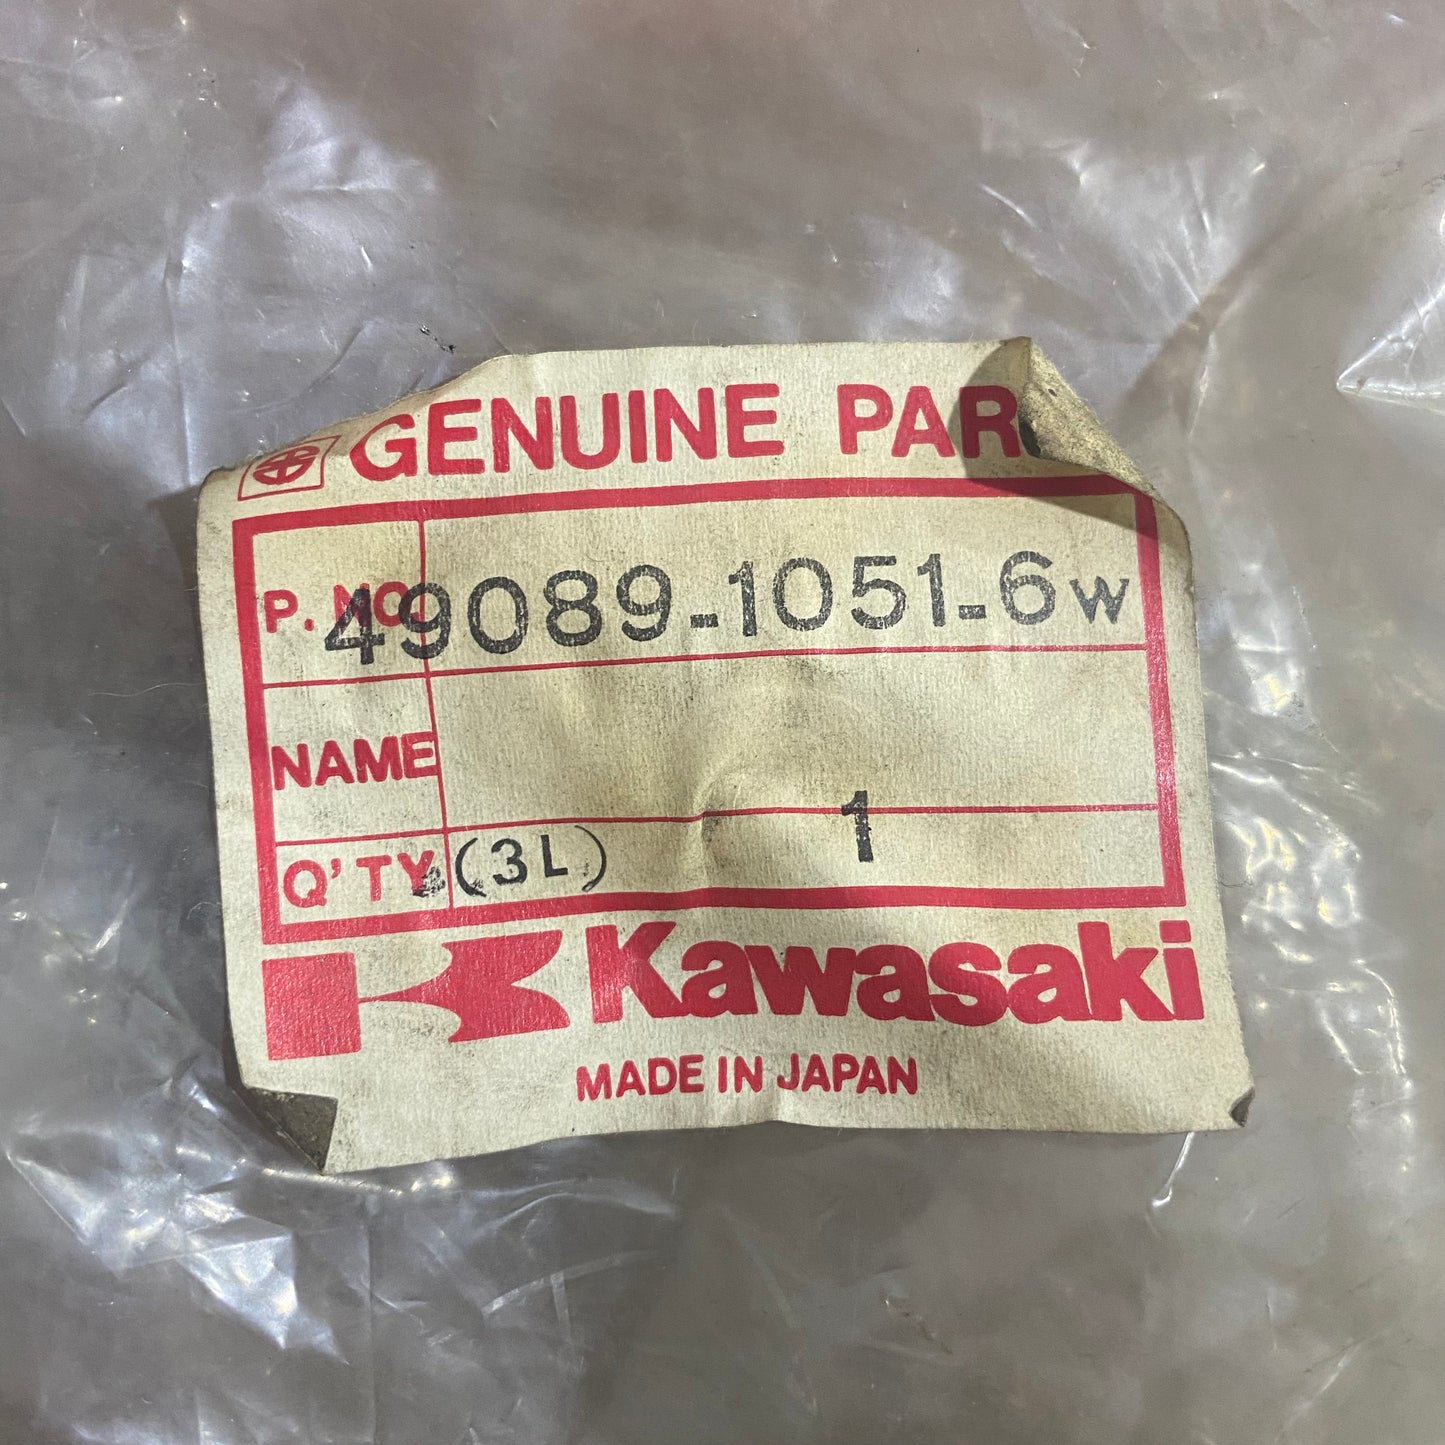 GENUINE PAR
P. NO. 49089-1051-6W
NAME
Q'TY (3L) 1
Kawasaki
MADE IN JAPAN